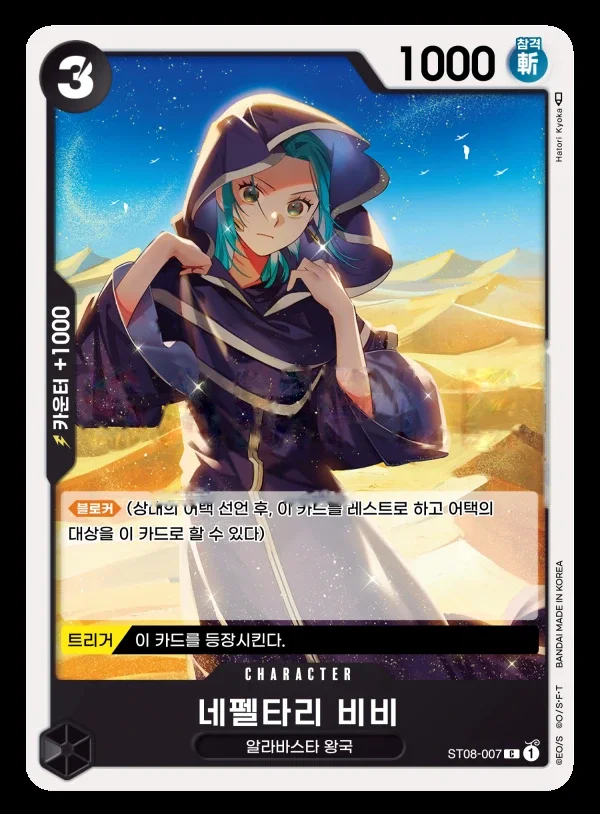 3
1000
참격
斬
Hatori Kyoka
카운터 +1000
블로커 (상대의 어택 선언 후, 이 카드를 레스트로 하고 어택의
대상을 이 카드로 할 수 있다)
트리거 이 카드를 등장시킨다.
CHARACTER
네펠타리 비비
알라바스타 왕국
ST08-007 C 1
©EO/S ©O/S・F・T BANDAI MADE IN KOREA